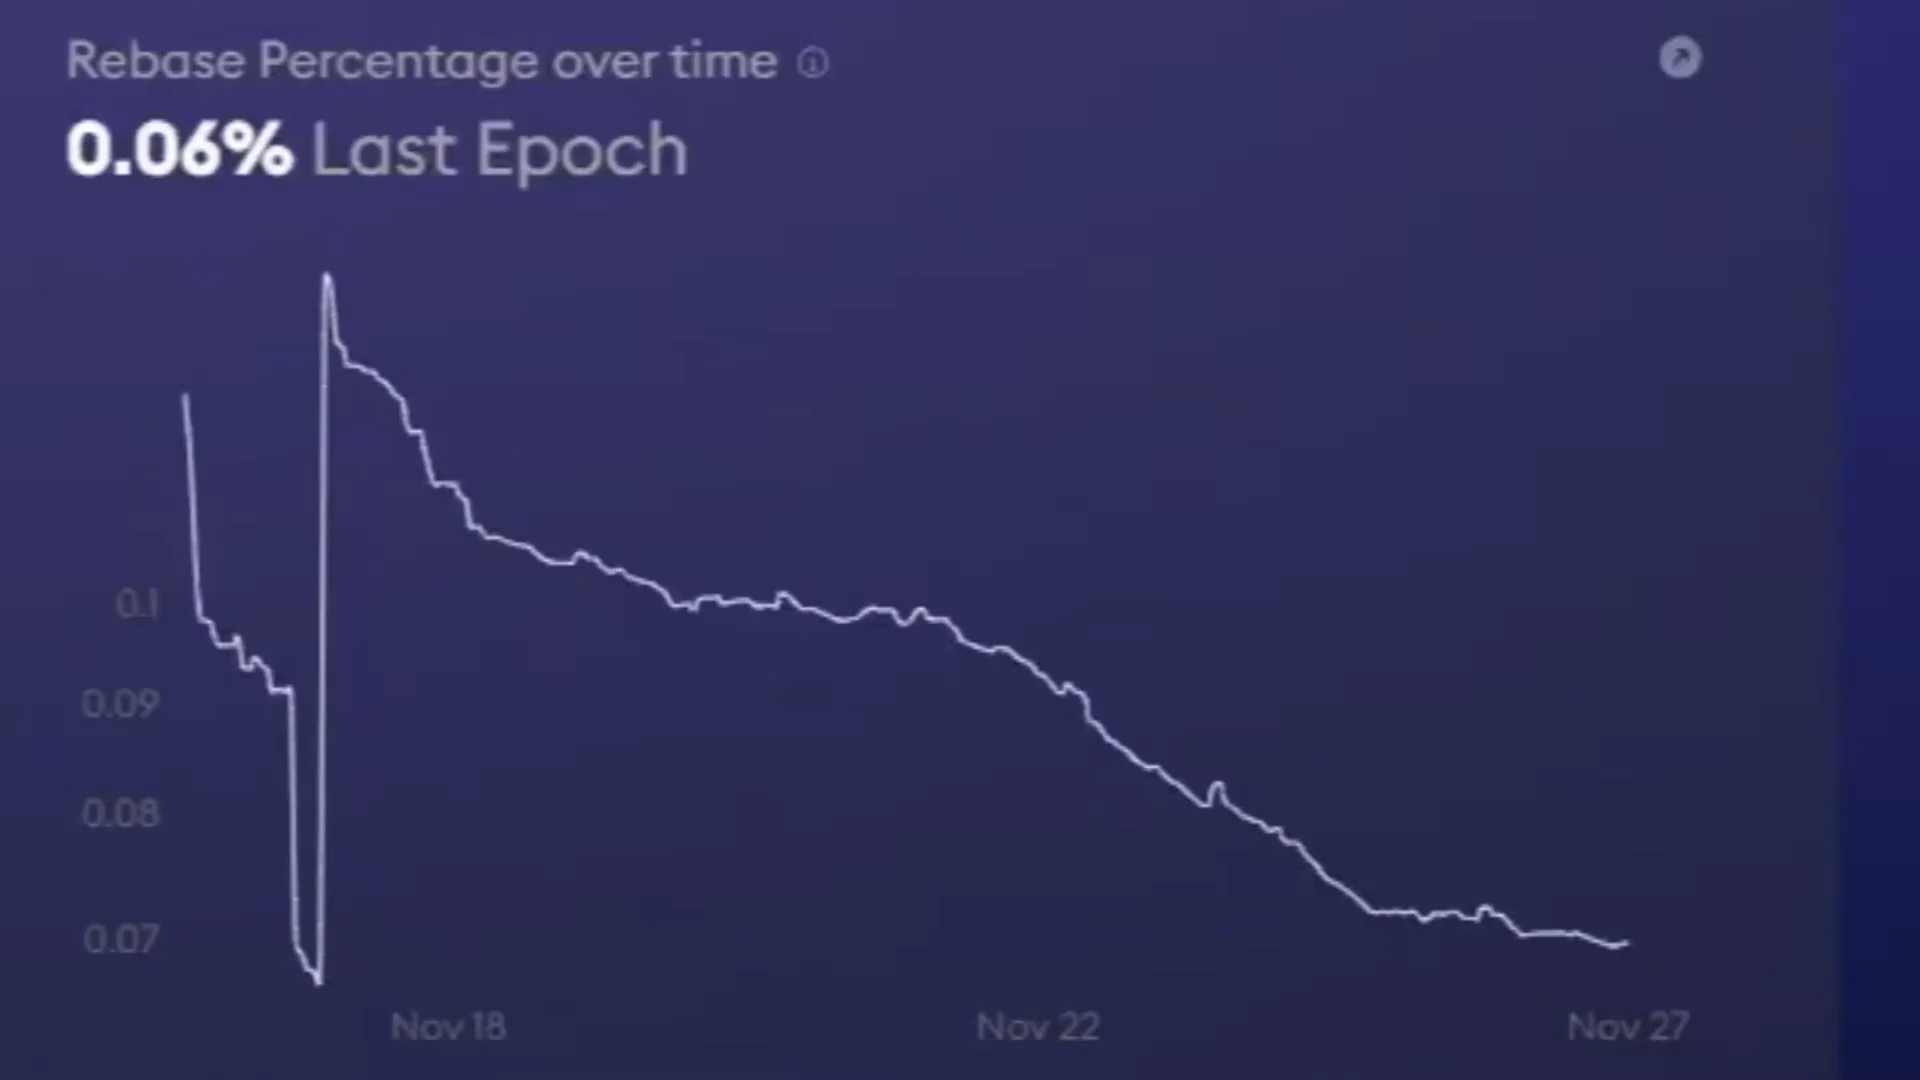 Rebase Percentage over time
0.06% Last Epoch
0.1
0.09
0.08
0.07
Nov 18
Nov 22
Nov 27